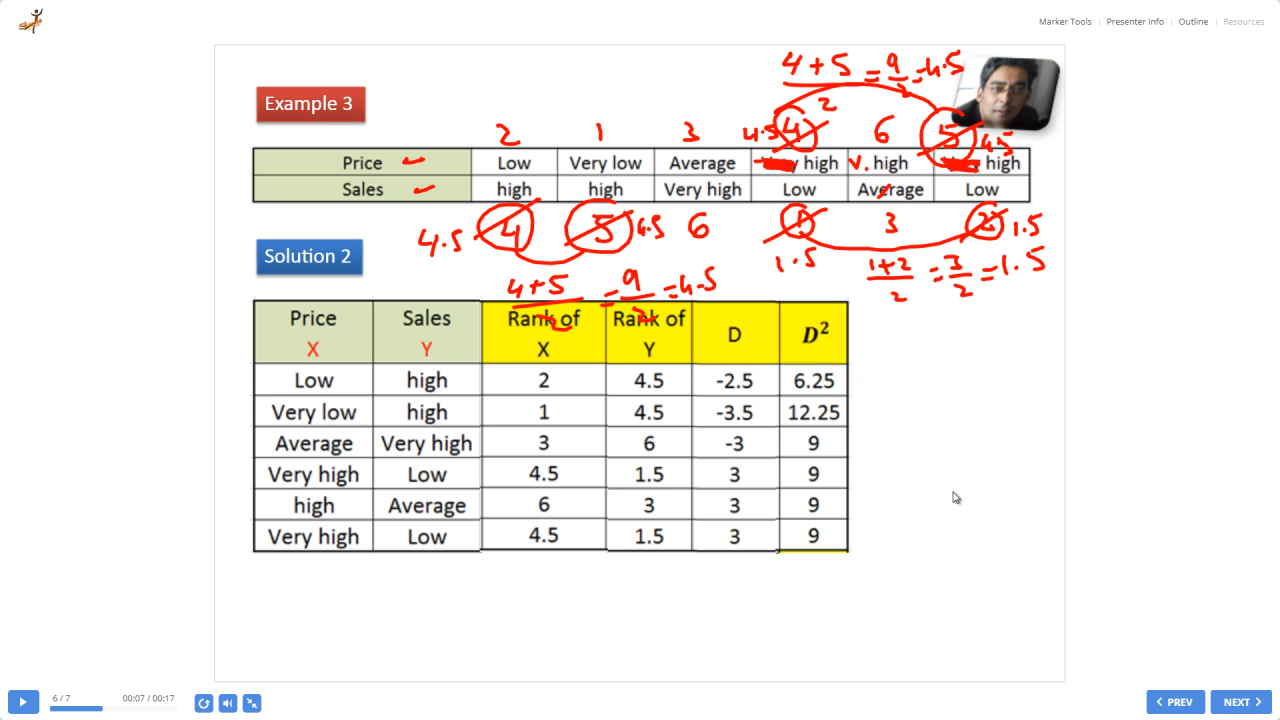 Marker Tools | Presenter Info | Outline | Resources
4 + 5 = 9 = 4.5
2 2
Example 3
2 1 3 4.5 4 6 5 4.5
Price Low Very low Average high V. high high
Sales high high Very high Low Average Low
4.5 4 5 4.5 6 1 3 2 1.5
1.5 1+2 = 3 = 1.5
2 2
Solution 2
4 + 5 = 9 = 4.5
2 2
Price Sales Rank of Rank of D D²
X Y X Y
Low high 2 4.5 -2.5 6.25
Very low high 1 4.5 -3.5 12.25
Average Very high 3 6 -3 9
Very high Low 4.5 1.5 3 9
high Average 6 3 3 9
Very high Low 4.5 1.5 3 9
6 / 7 00:07 / 00:17 PREV NEXT